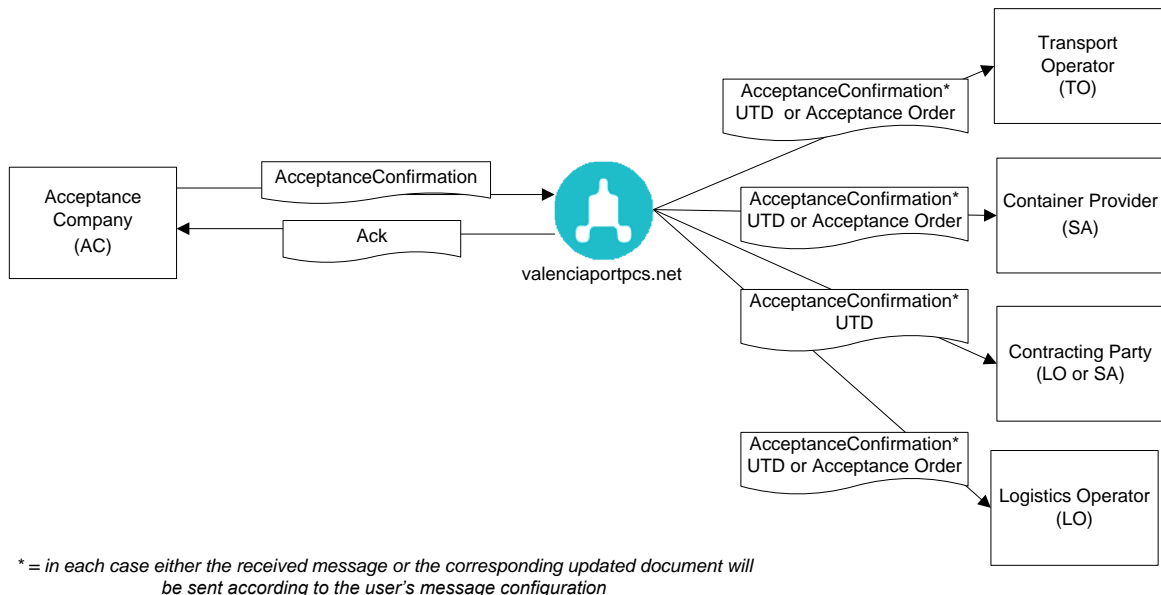 Transport
Operator
(TO)
AcceptanceConfirmation*
UTD or Acceptance Order
AcceptanceConfirmation
Acceptance
Company
(AC)
Ack
valenciaportpcs.net
AcceptanceConfirmation*
UTD or Acceptance Order
Container Provider
(SA)
AcceptanceConfirmation*
UTD
Contracting Party
(LO or SA)
AcceptanceConfirmation*
UTD or Acceptance Order
Logistics Operator
(LO)
* = in each case either the received message or the corresponding updated document will
be sent according to the user’s message configuration